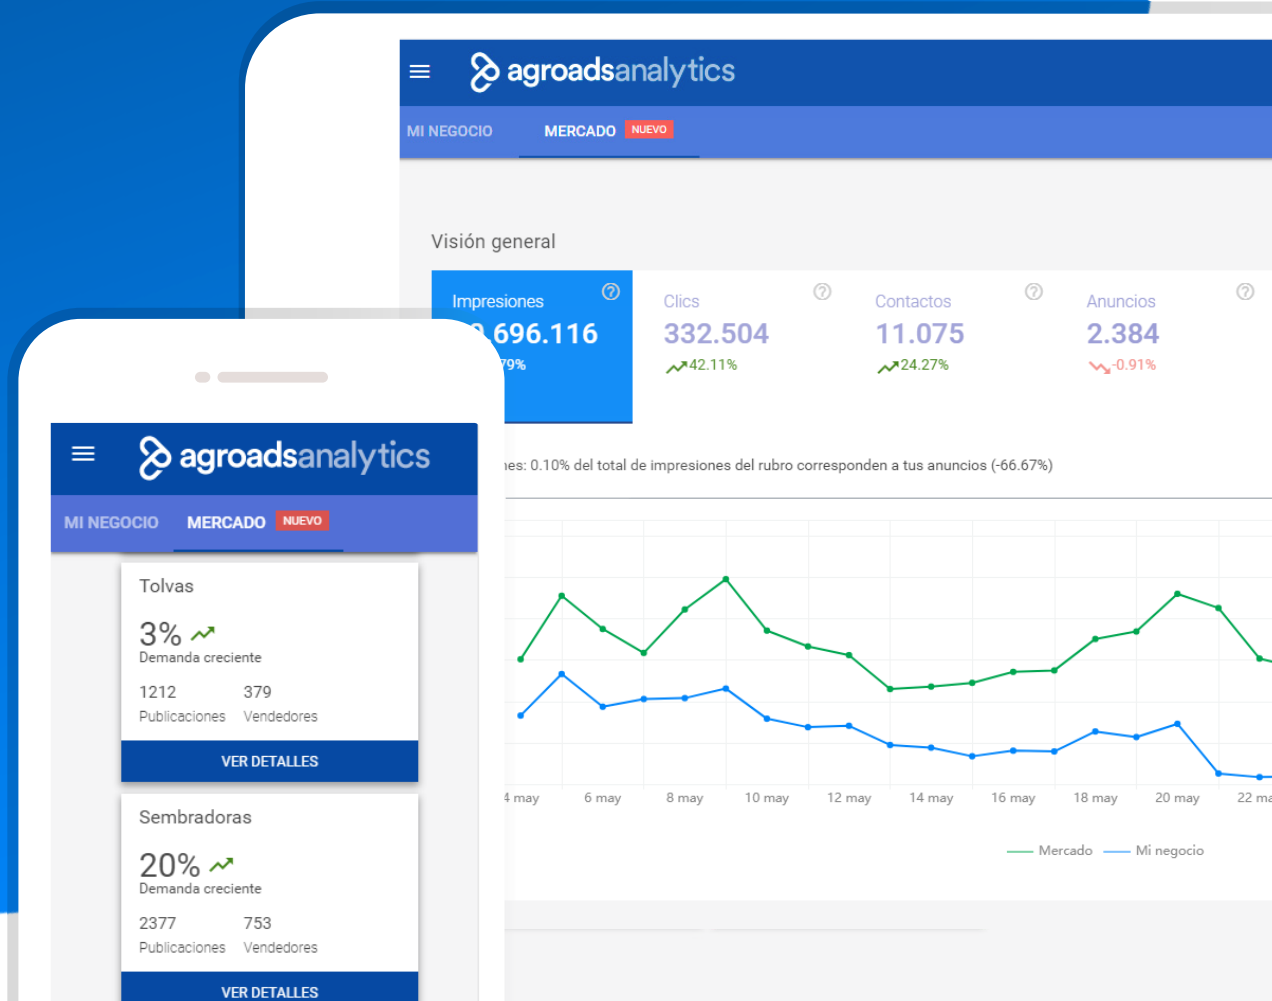 agroadsanalytics
MI NEGOCIO MERCADO NUEVO
Visión general
Impresiones
.696.116
79%
Clics
332.504
42.11%
Contactos
11.075
24.27%
Anuncios
2.384
-0.91%
nes: 0.10% del total de impresiones del rubro corresponden a tus anuncios (-66.67%)
4 may 6 may 8 may 10 may 12 may 14 may 16 may 18 may 20 may 22 ma
Mercado Mi negocio
agroadsanalytics
MI NEGOCIO MERCADO NUEVO
Tolvas
3%
Demanda creciente
1212 379
Publicaciones Vendedores
VER DETALLES
Sembradoras
20%
Demanda creciente
2377 753
Publicaciones Vendedores
VER DETALLES